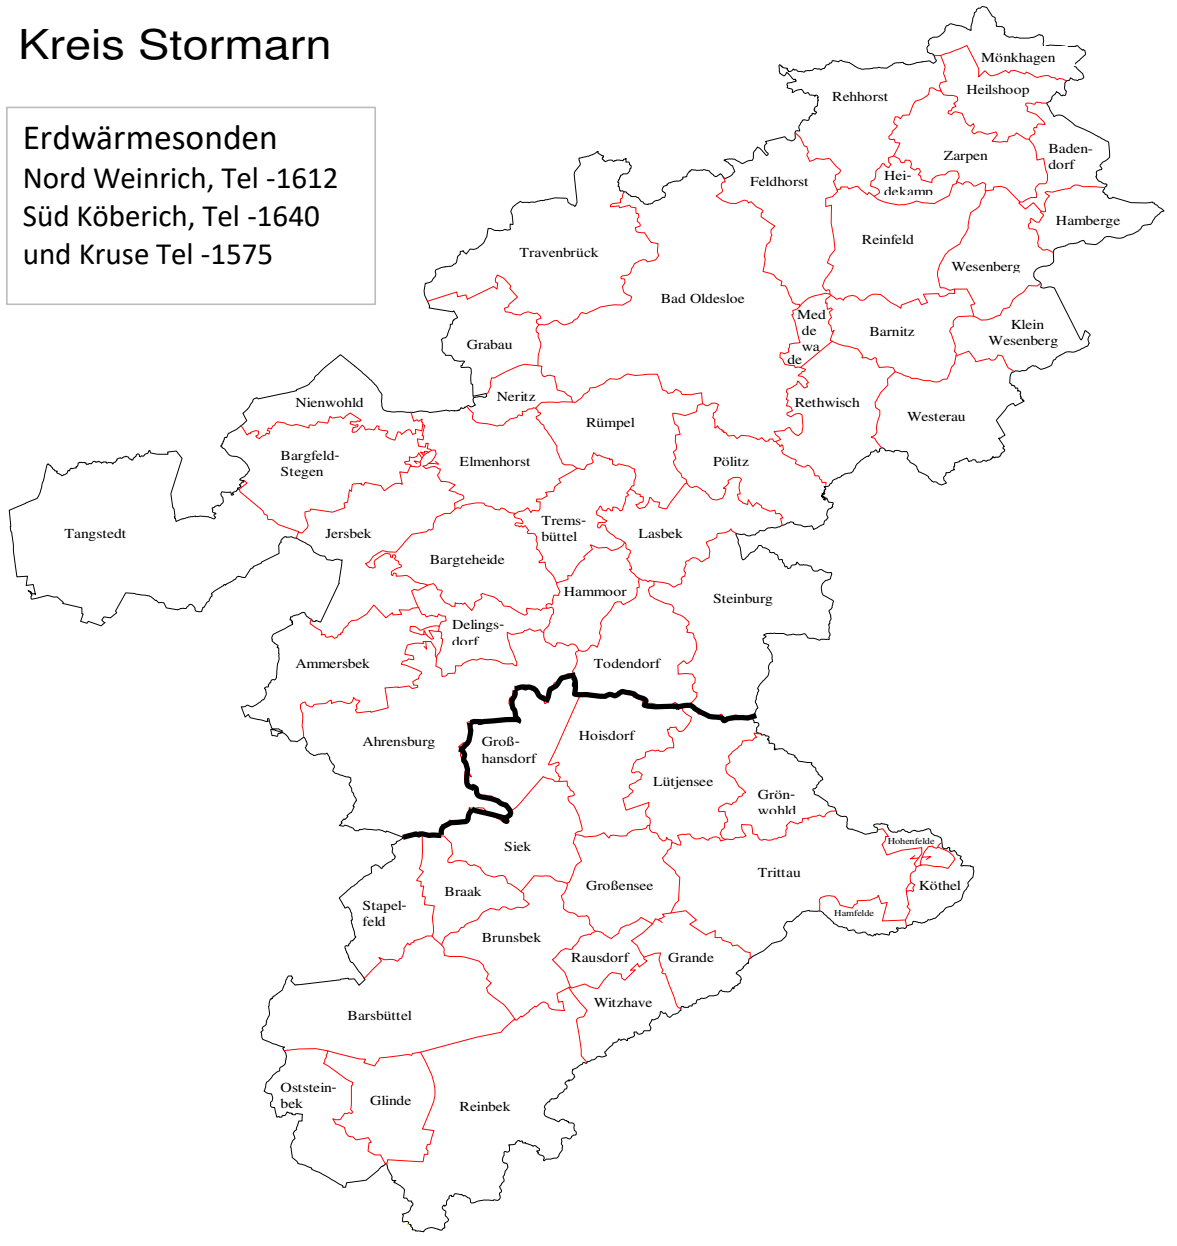 Kreis Stormarn
Erdwärmesonden
Nord Weinrich, Tel -1612
Süd Köberich, Tel -1640
und Kruse Tel -1575
Mönkhagen
Heilshoop
Rehhorst
Zarpen
Baden-
dorf
Hei-
dekamp
Feldhorst
Hamberge
Reinfeld
Travenbrück
Wesenberg
Bad Oldesloe
Med
de
wa
de
Barnitz
Klein
Wesenberg
Grabau
Neritz
Nienwohld
Rethwisch
Westerau
Rümpel
Bargfeld-
Stegen
Elmenhorst
Pölitz
Tangstedt
Jersbek
Trems-
büttel
Lasbek
Bargteheide
Hammoor
Steinburg
Delings-
dorf
Ammersbek
Todendorf
Ahrensburg
Groß-
hansdorf
Hoisdorf
Lütjensee
Grön-
wohld
Siek
Hohenfelde
Trittau
Köthel
Großensee
Braak
Stapel-
feld
Hamfelde
Brunsbek
Rausdorf
Grande
Witzhave
Barsbüttel
Oststein-
bek
Glinde
Reinbek